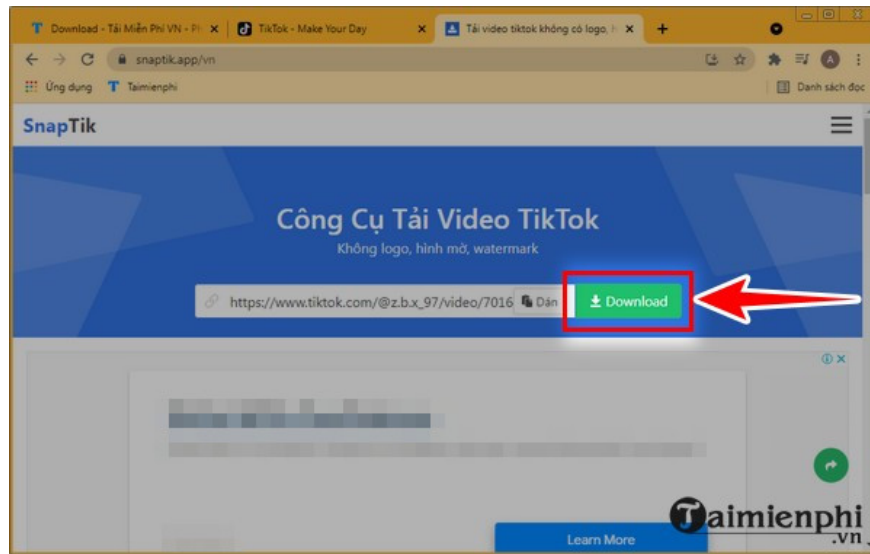 Download - Tải Miễn Phí VN - P
TikTok - Make Your Day
Tải video tiktok không có logo, h
snaptik.app/vn
A
Ứng dụng
Taimienphi
Danh sách đọc
SnapTik
Công Cụ Tải Video TikTok
Không logo, hình mờ, watermark
https://www.tiktok.com/@z.b.x_97/video/7016
Dán
Download
Learn More
Taimienphi
.vn